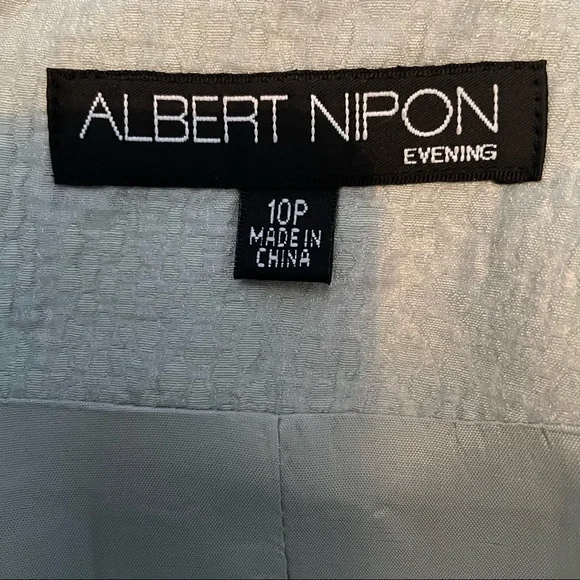 ALBERT NIPON
EVENING
10P
MADE IN
CHINA